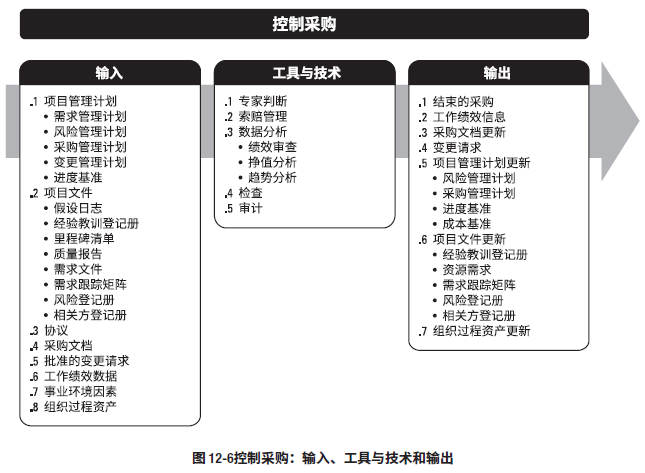 控制采购
输入
.1 项目管理计划
• 需求管理计划
• 风险管理计划
• 采购管理计划
• 变更管理计划
• 进度基准
.2 项目文件
• 假设日志
• 经验教训登记册
• 里程碑清单
• 质量报告
• 需求文件
• 需求跟踪矩阵
• 风险登记册
• 相关方登记册
.3 协议
.4 采购文档
.5 批准的变更请求
.6 工作绩效数据
.7 事业环境因素
.8 组织过程资产
工具与技术
.1 专家判断
.2 索赔管理
.3 数据分析
• 绩效审查
• 挣值分析
• 趋势分析
.4 检查
.5 审计
输出
.1 结束的采购
.2 工作绩效信息
.3 采购文档更新
.4 变更请求
.5 项目管理计划更新
• 风险管理计划
• 采购管理计划
• 进度基准
• 成本基准
.6 项目文件更新
• 经验教训登记册
• 资源需求
• 需求跟踪矩阵
• 风险登记册
• 相关方登记册
.7 组织过程资产更新
图 12-6控制采购：输入、工具与技术和输出